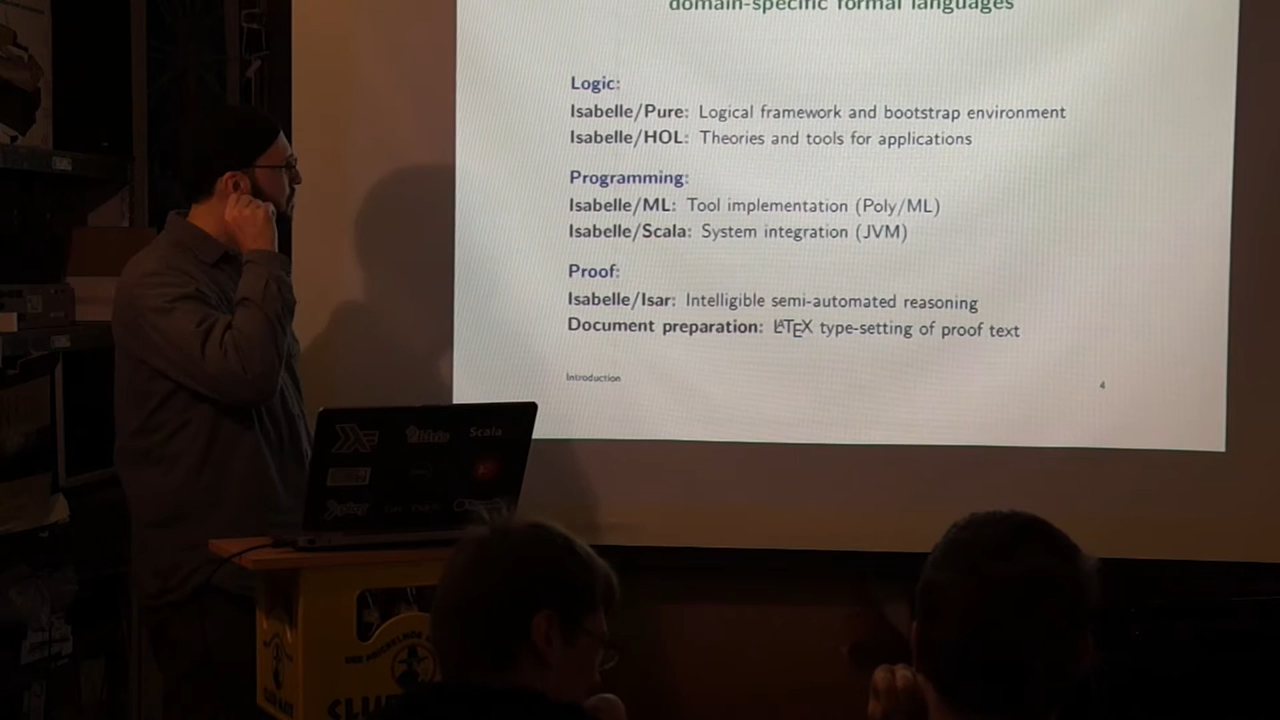 domain-specific formal languages
Logic:
Isabelle/Pure: Logical framework and bootstrap environment
Isabelle/HOL: Theories and tools for applications
Programming:
Isabelle/ML: Tool implementation (Poly/ML)
Isabelle/Scala: System integration (JVM)
Proof:
Isabelle/Isar: Intelligible semi-automated reasoning
Document preparation: LATEX type-setting of proof text
Introduction
4
Scala